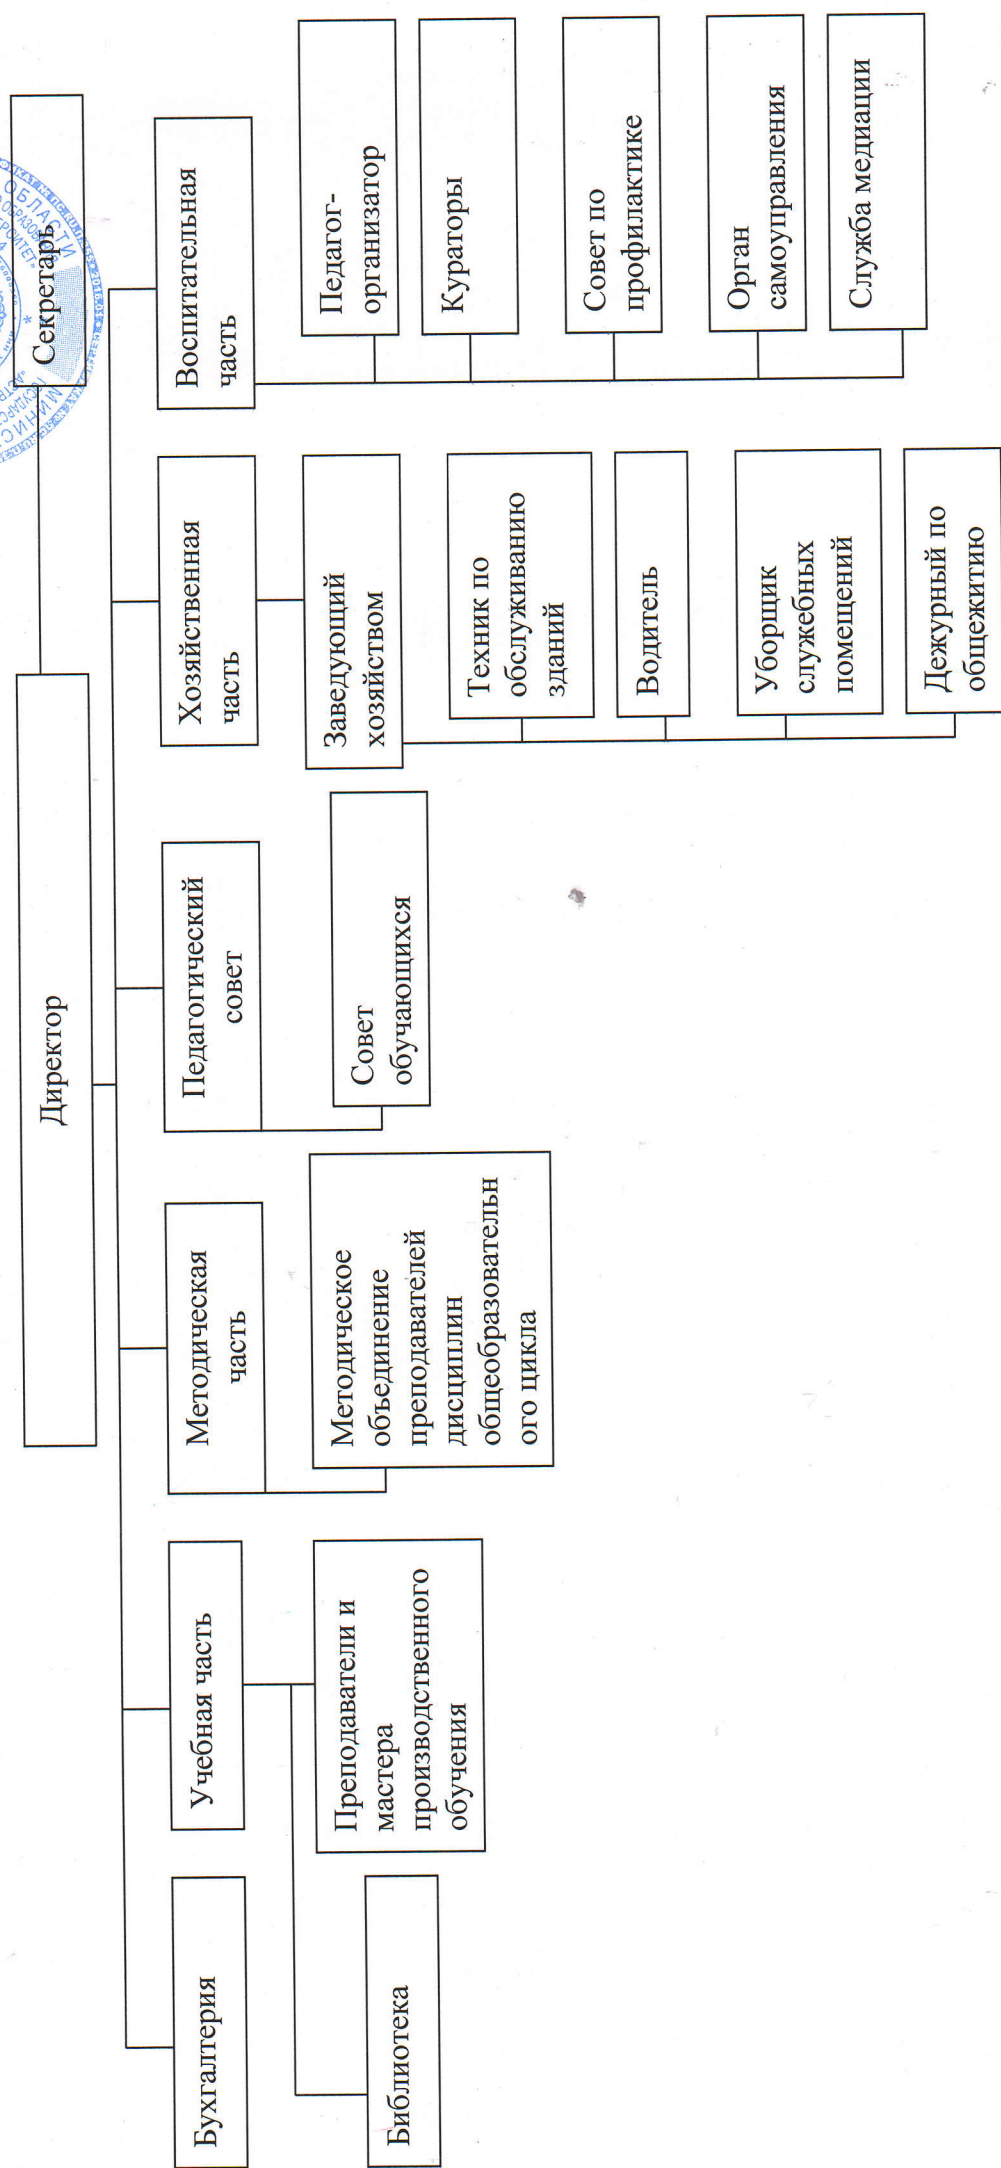 ОБЛАСТИ
МИНИС
Секретарь
Директор
Бухгалтерия
Учебная часть
Методическая
часть
Педагогический
совет
Хозяйственная
часть
Воспитательная
часть
Библиотека
Преподаватели и
мастера
производственного
обучения
Методическое
объединение
преподавателей
дисциплин
общеобразовательн
ого цикла
Совет
обучающихся
Заведующий
хозяйством
Техник по
обслуживанию
зданий
Водитель
Уборщик
служебных
помещений
Дежурный по
общежитию
Педагог-
организатор
Кураторы
Совет по
профилактике
Орган
самоуправления
Служба медиации